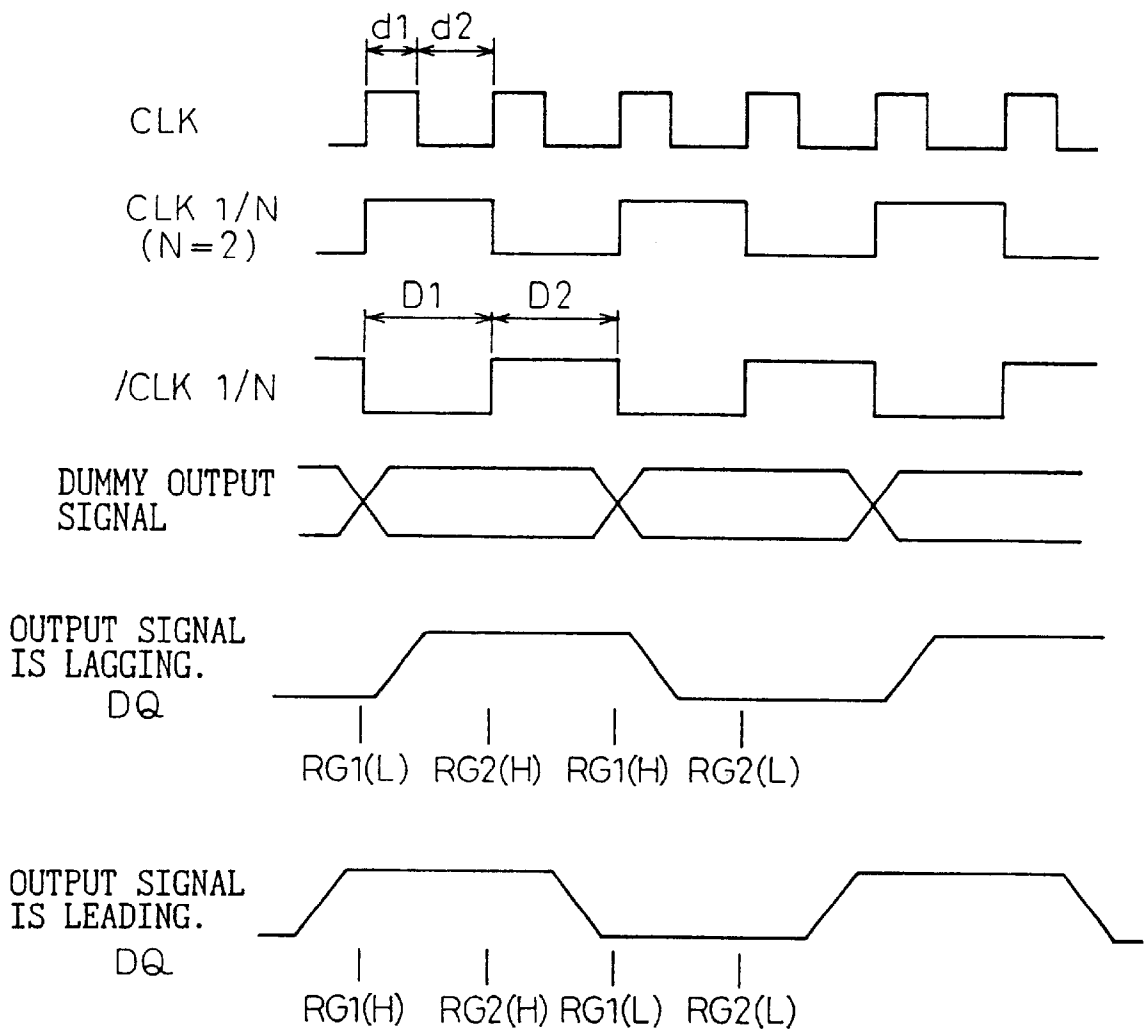 d1 d2
CLK
CLK 1/N
(N=2)
D1 D2
/CLK 1/N
DUMMY OUTPUT
SIGNAL
OUTPUT SIGNAL
IS LAGGING.
DQ
RG1(L) RG2(H) RG1(H) RG2(L)
OUTPUT SIGNAL
IS LEADING.
DQ
RG1(H) RG2(H) RG1(L) RG2(L)